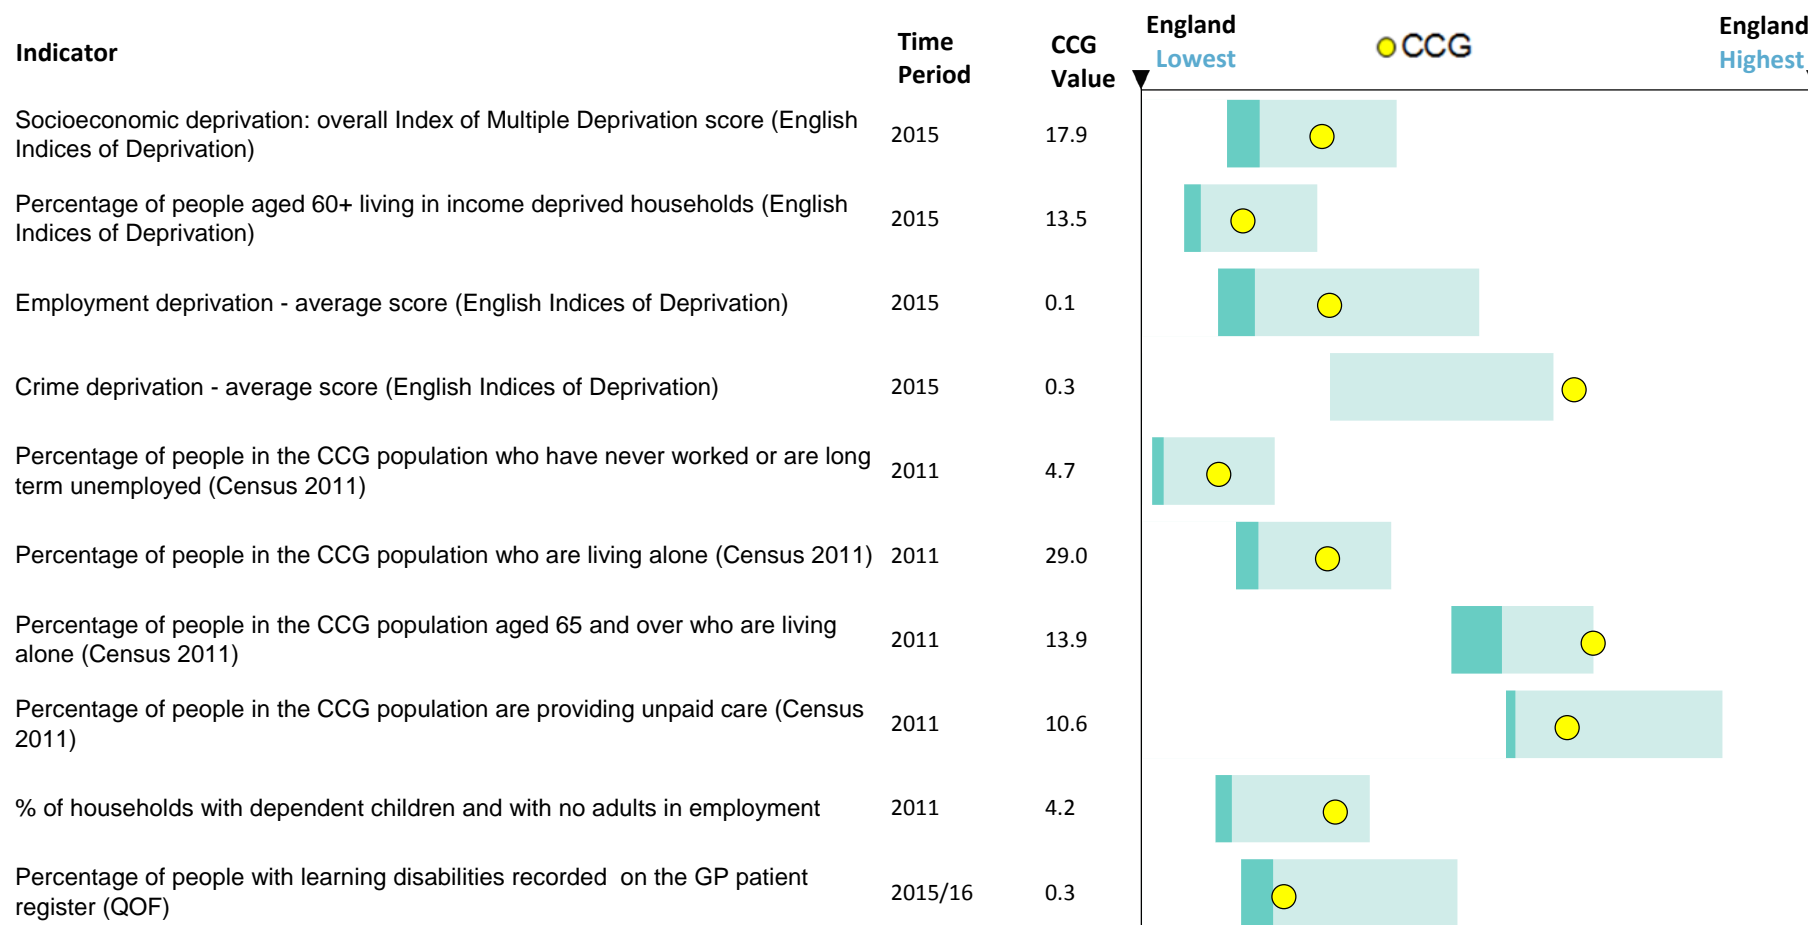 Indicator
Time Period
CCG Value
England Lowest
CCG
England Highest
Socioeconomic deprivation: overall Index of Multiple Deprivation score (English
Indices of Deprivation)
2015
17.9
Percentage of people aged 60+ living in income deprived households (English
Indices of Deprivation)
2015
13.5
Employment deprivation - average score (English Indices of Deprivation)
2015
0.1
Crime deprivation - average score (English Indices of Deprivation)
2015
0.3
Percentage of people in the CCG population who have never worked or are long
term unemployed (Census 2011)
2011
4.7
Percentage of people in the CCG population who are living alone (Census 2011)
2011
29.0
Percentage of people in the CCG population aged 65 and over who are living
alone (Census 2011)
2011
13.9
Percentage of people in the CCG population are providing unpaid care (Census
2011)
2011
10.6
% of households with dependent children and with no adults in employment
2011
4.2
Percentage of people with learning disabilities recorded  on the GP patient
register (QOF)
2015/16
0.3